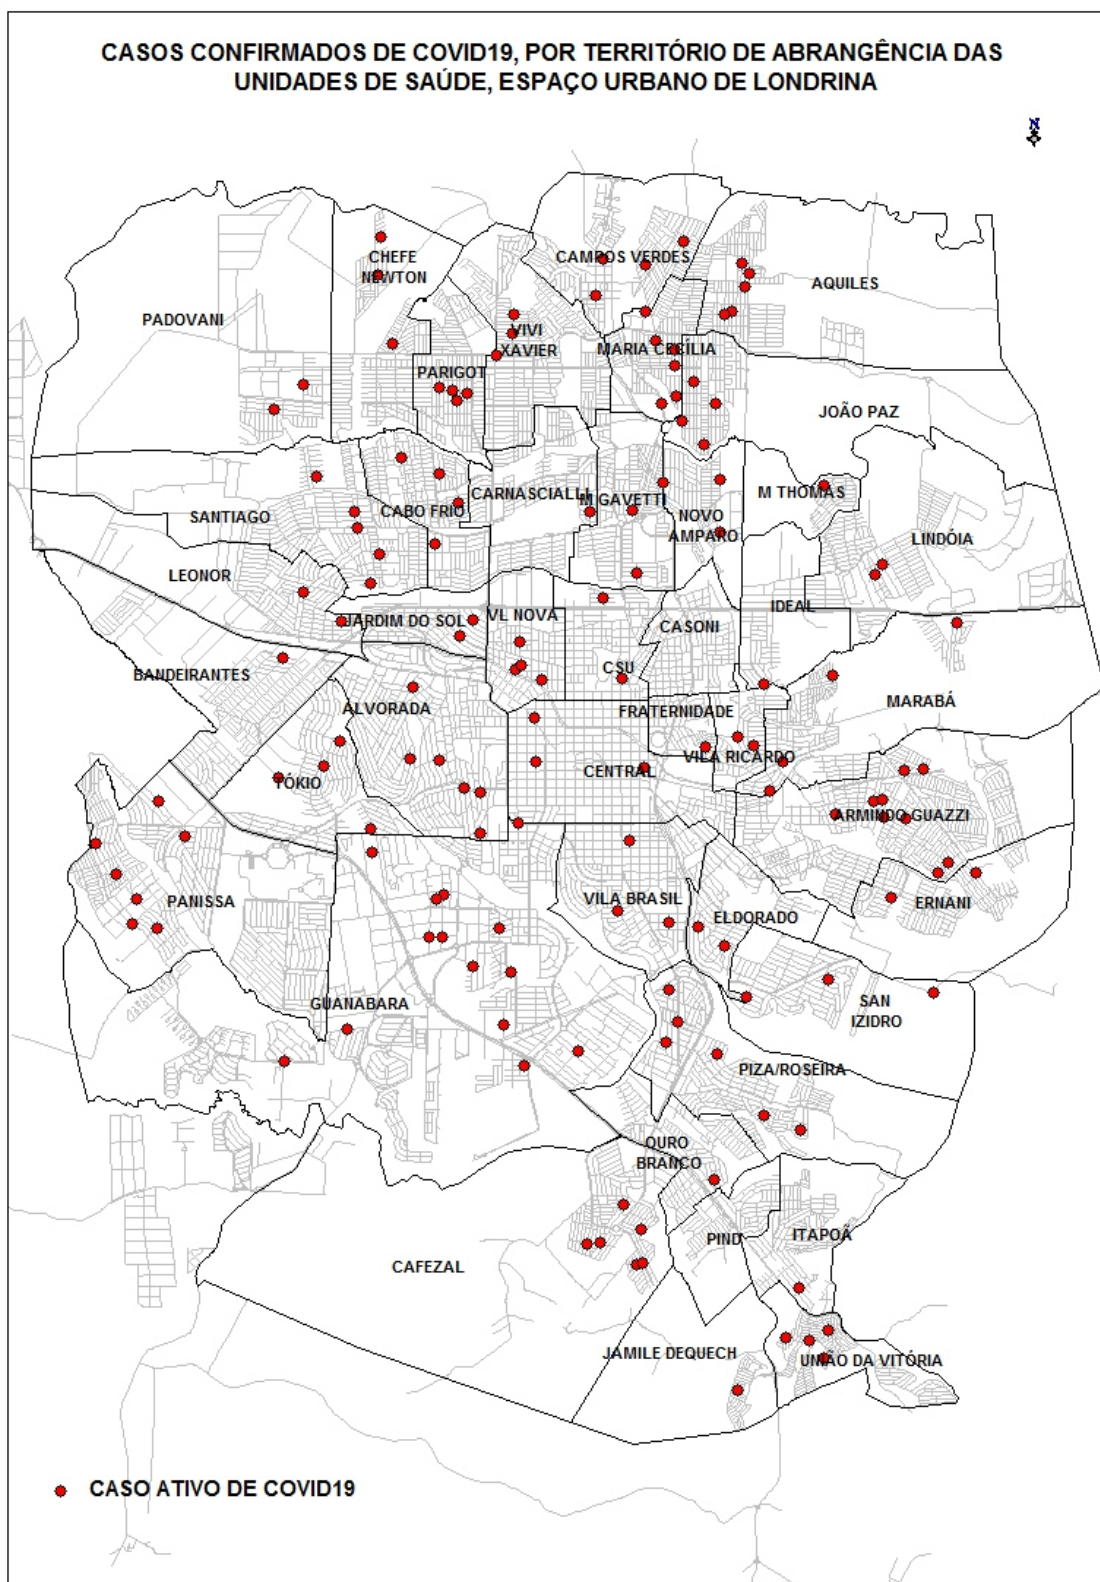 CASOS CONFIRMADOS DE COVID19, POR TERRITÓRIO DE ABRANGÊNCIA DAS
UNIDADES DE SAÚDE, ESPAÇO URBANO DE LONDRINA
N
CHEFE
NEWTON
CAMPOS VERDES
AQUILES
PADOVANI
VIVI
XAVIER
MARIA CECÍLIA
PARIGOT
JOÃO PAZ
CARNASCIALLI
M THOMAS
M GAVETTI
SANTIAGO
CABO FRIO
NOVO
AMPARO
LINDÓIA
LEONOR
IDEAL
JARDIM DO SOL
VL NOVA
CASONI
CSU
BANDEIRANTES
ALVORADA
FRATERNIDADE
MARABÁ
VILA RICARDO
CENTRAL
TÓKIO
ARMINDO GUAZZI
PANISSA
VILA BRASIL
ELDORADO
ERNANI
GUANABARA
SAN
IZIDRO
PIZA/ROSEIRA
OURO
BRANCO
PIND
ITAPOÃ
CAFEZAL
JAMILE DEQUECH
UNIÃO DA VITÓRIA
CASO ATIVO DE COVID19